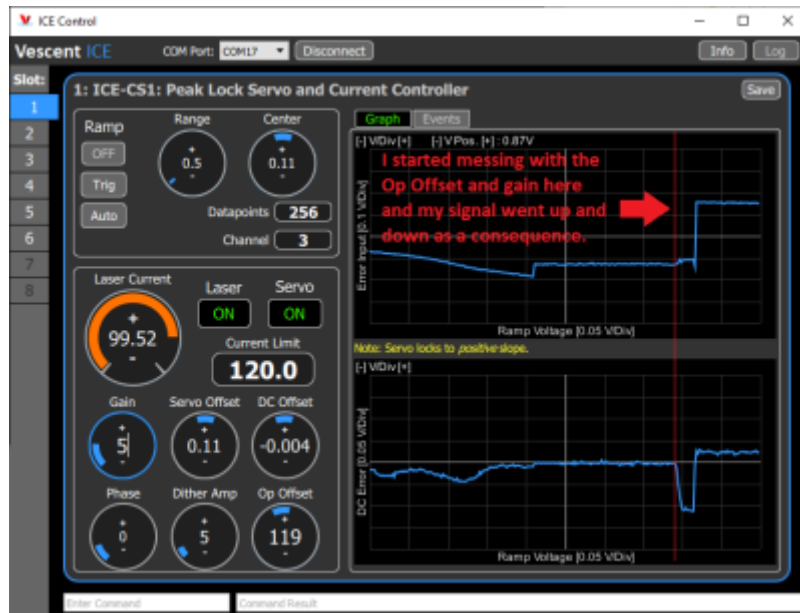 ICE Control
Vescent ICE COM Port: COM17 Disconnect Info Log
Slot:
1
2
3
4
5
6
7
8
1: ICE-CS1: Peak Lock Servo and Current Controller Save
Ramp
OFF
Trig
Auto
Range
+
0.5
-
Center
+
0.11
-
Datapoints 256
Channel 3
Laser Current
+
99.52
-
Laser
ON
Servo
ON
Current Limit
120.0
Gain
+
5
-
Servo Offset
+
0.11
-
DC Offset
+
-0.004
-
Phase
+
0
-
Dither Amp
+
5
-
Op Offset
+
119
-
Graph Events
[-] V/Div [+] [-] V Pos. [+] : 0.87V
I started messing with the
Op Offset and gain here
and my signal went up and
down as a consequence.
Error Input [0.1 V/Div]
Ramp Voltage [0.05 V/Div]
Note: Servo locks to positive slope.
[-] V/Div [+]
DC Error [0.05 V/Div]
Ramp Voltage [0.05 V/Div]
Enter Command Command Result